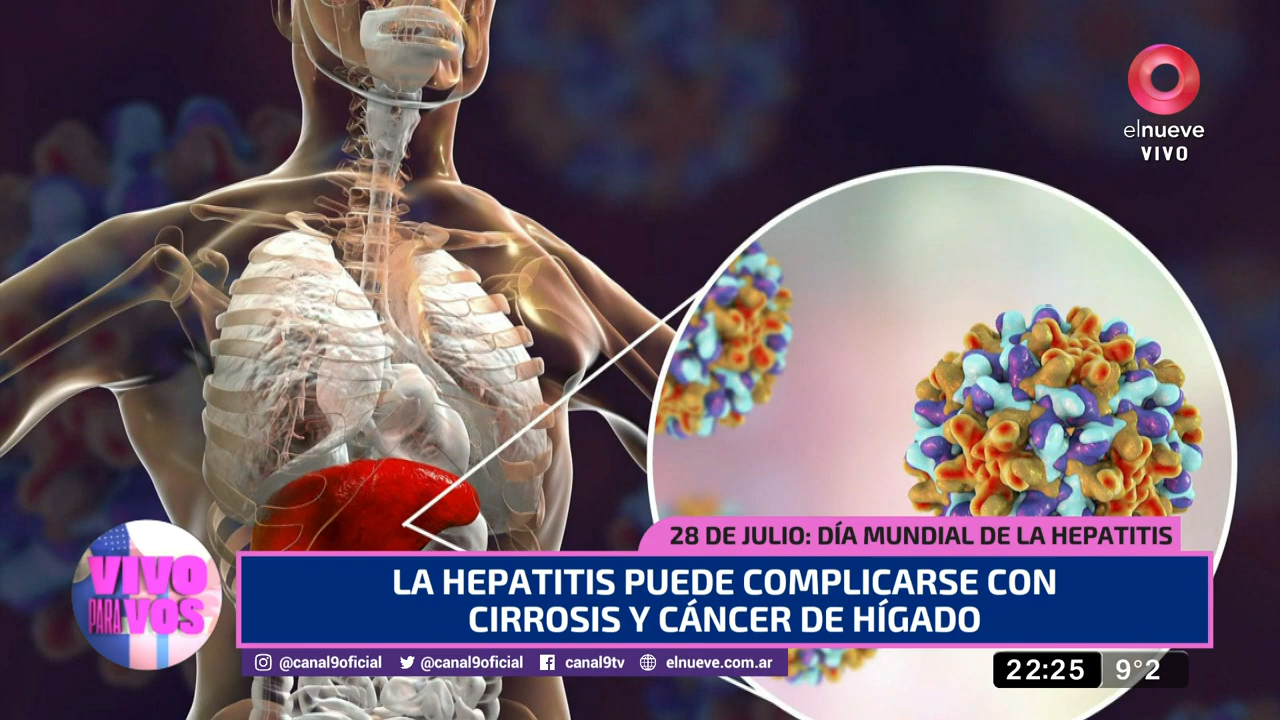 elnueve
VIVO
28 DE JULIO: DÍA MUNDIAL DE LA HEPATITIS
VIVO
PARA VOS
LA HEPATITIS PUEDE COMPLICARSE CON
CIRROSIS Y CÁNCER DE HÍGADO
@canal9oficial @canal9oficial canal9tv elnueve.com.ar
22:25 9°2